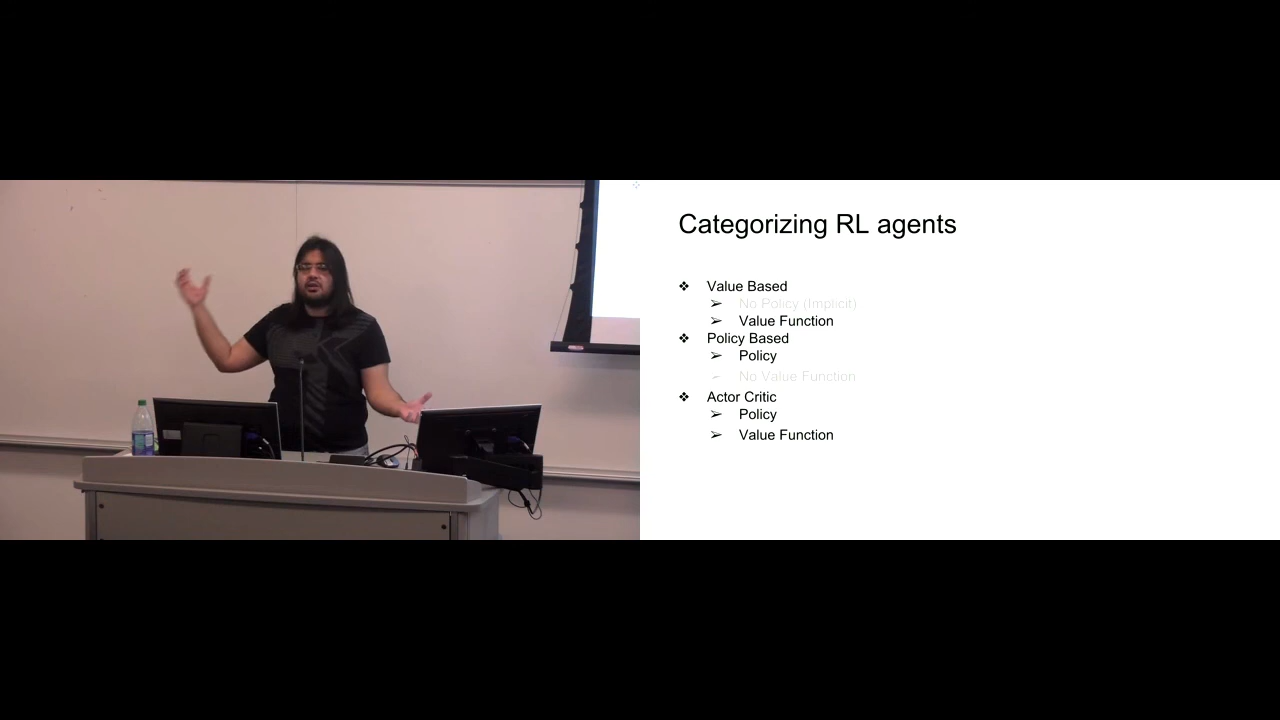 Categorizing RL agents
Value Based
No Policy (Implicit)
Value Function
Policy Based
Policy
No Value Function
Actor Critic
Policy
Value Function